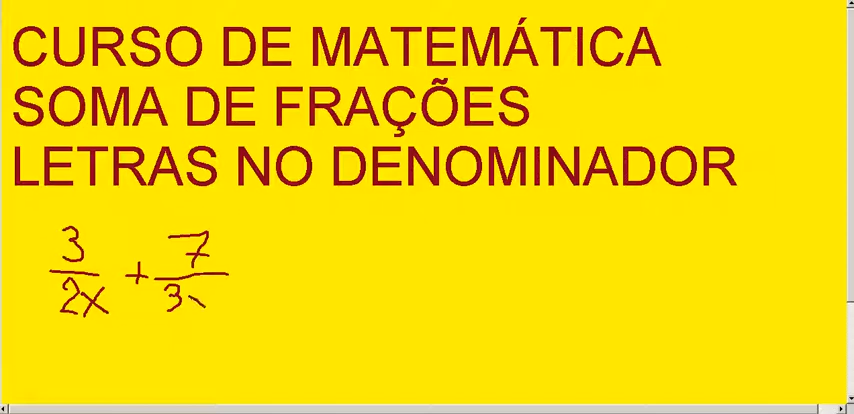 CURSO DE MATEMÁTICA
SOMA DE FRAÇÕES
LETRAS NO DENOMINADOR
3 + 7
2x 3